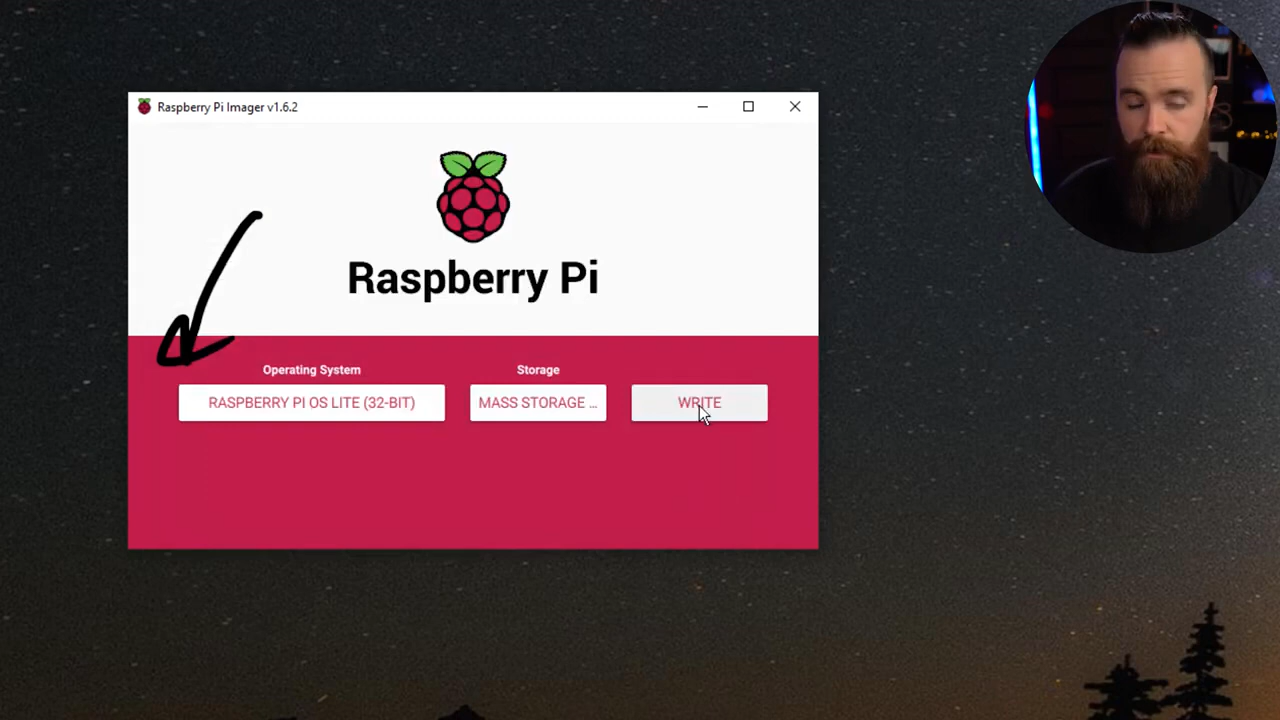 Raspberry Pi Imager v1.6.2
Raspberry Pi
Operating System
Storage
RASPBERRY PI OS LITE (32-BIT)
MASS STORAGE ...
WRITE